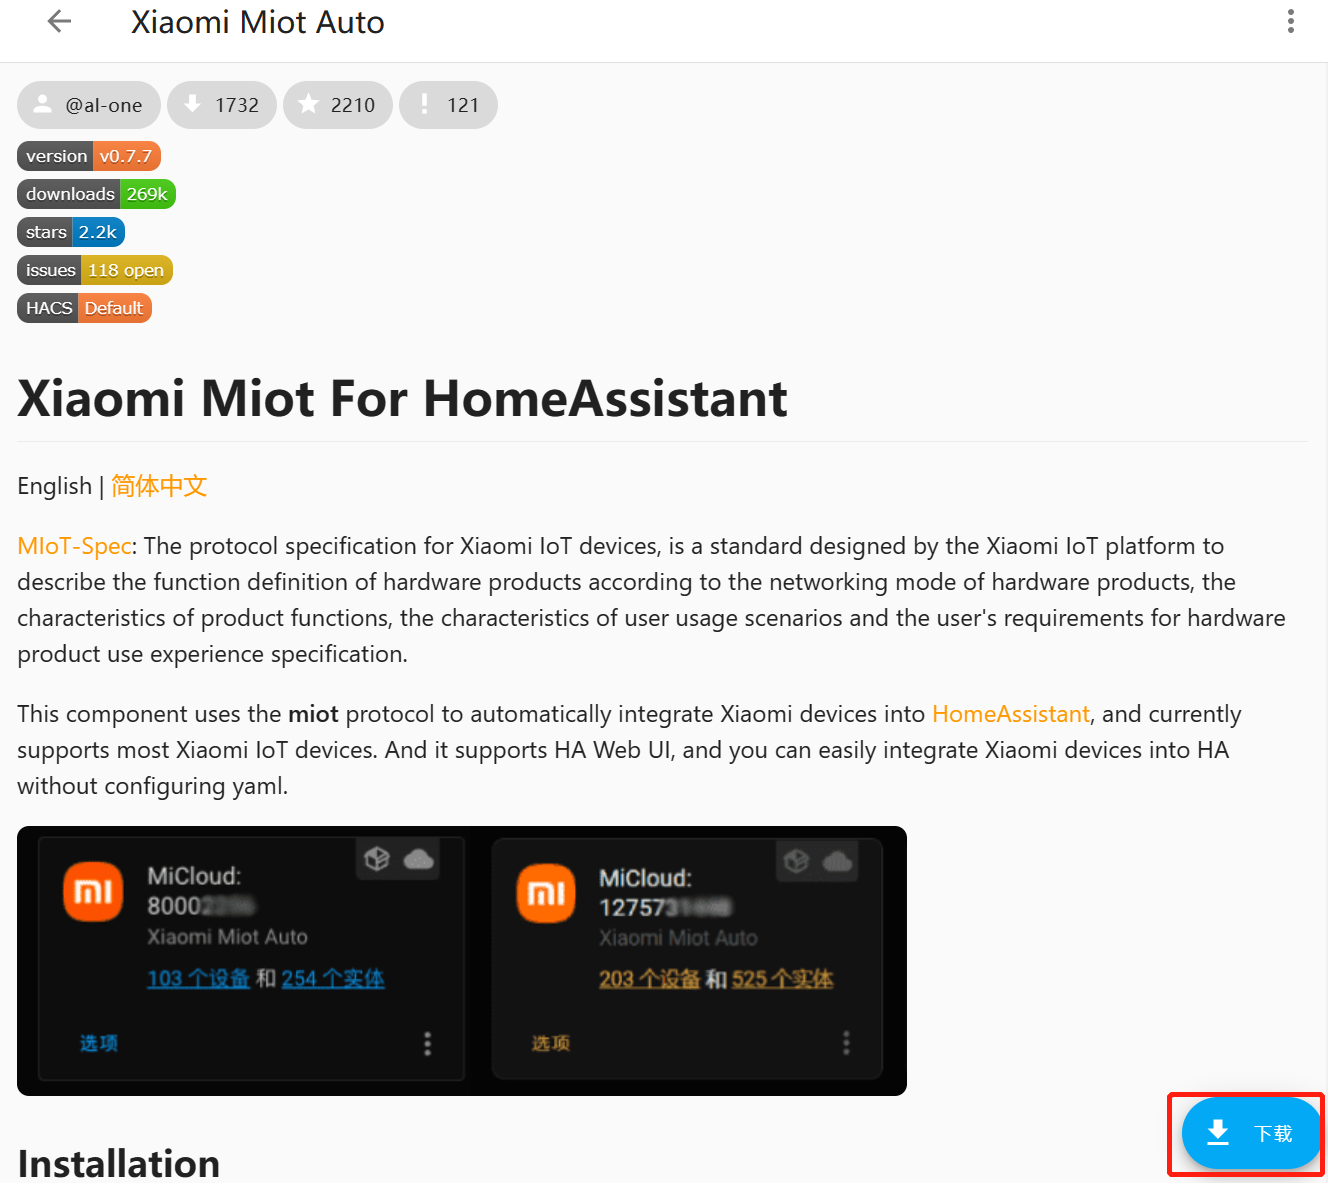 Xiaomi Miot Auto
@al-one 1732 2210 121
version v0.7.7
downloads 269k
stars 2.2k
issues 118 open
HACS Default
Xiaomi Miot For HomeAssistant
English | 简体中文
MIoT-Spec: The protocol specification for Xiaomi IoT devices, is a standard designed by the Xiaomi IoT platform to
describe the function definition of hardware products according to the networking mode of hardware products, the
characteristics of product functions, the characteristics of user usage scenarios and the user's requirements for hardware
product use experience specification.
This component uses the miot protocol to automatically integrate Xiaomi devices into HomeAssistant, and currently
supports most Xiaomi IoT devices. And it supports HA Web UI, and you can easily integrate Xiaomi devices into HA
without configuring yaml.
MiCloud:
8000
Xiaomi Miot Auto
103 个设备 和 254 个实体
选项
MiCloud:
12757
Xiaomi Miot Auto
203 个设备 和 525 个实体
选项
下载
Installation